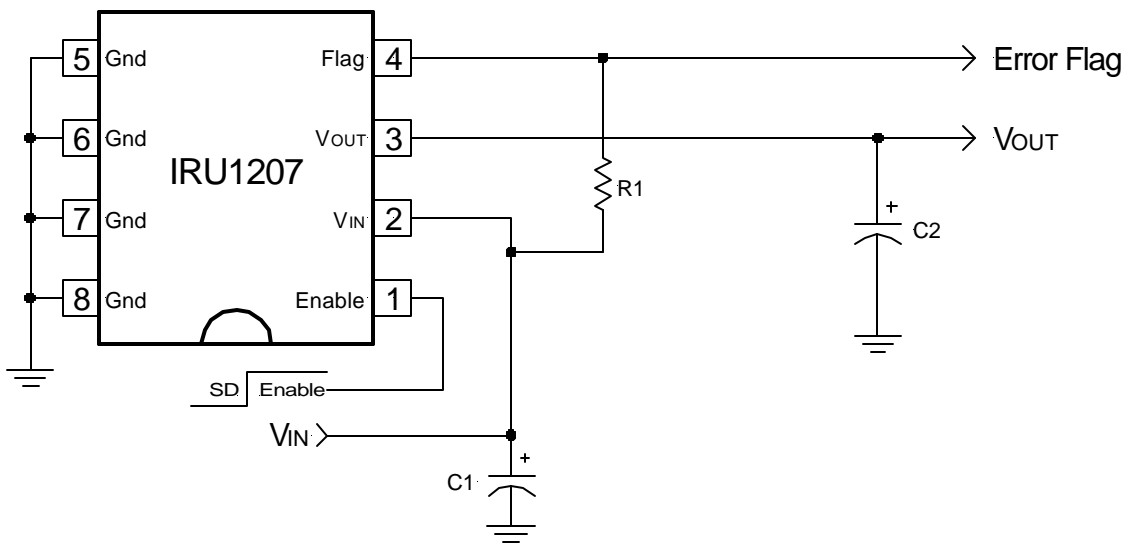 5 Gnd Flag 4 Error Flag
6 Gnd VOUT 3 VOUT
IRU1207
R1
7 Gnd VIN 2
+ C2
8 Gnd Enable 1
SD Enable
VIN
+
C1